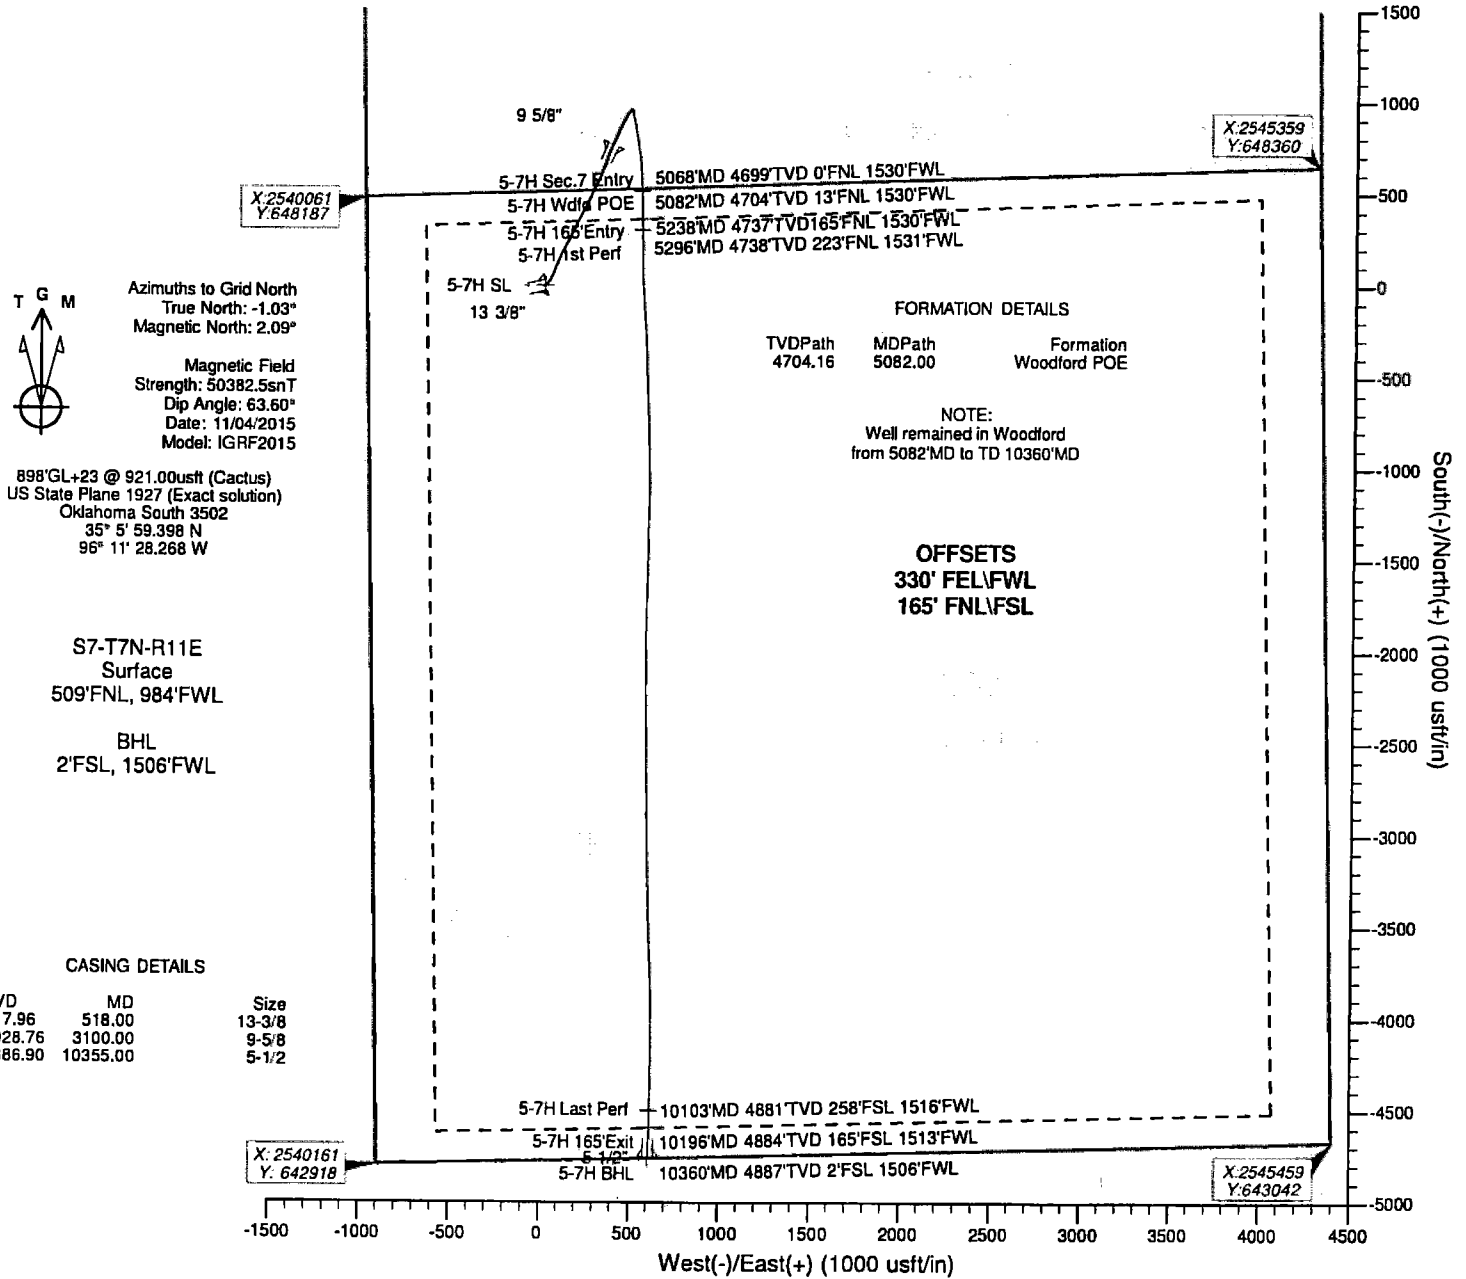 1500
9 5/8"
1000
X:2545359
Y:648360
5-7H Sec.7 Entry 5068'MD 4699'TVD 0'FNL 1530'FWL
X:2540061
Y:648187
500
5-7H Wdfd POE 5082'MD 4704'TVD 13'FNL 1530'FWL
5-7H 165'Entry 5238'MD 4737'TVD165'FNL 1530'FWL
5-7H 1st Perf 5296'MD 4738'TVD 223'FNL 1531'FWL
5-7H SL
0
13 3/8"
T G M
Azimuths to Grid North
True North: -1.03°
Magnetic North: 2.09°
Magnetic Field
Strength: 50382.5snT
Dip Angle: 63.60°
Date: 11/04/2015
Model: IGRF2015
898'GL+23 @ 921.00usft (Cactus)
US State Plane 1927 (Exact solution)
Oklahoma South 3502
35° 5' 59.398 N
96° 11' 28.268 W
FORMATION DETAILS
TVDPath MDPath Formation
4704.16 5082.00 Woodford POE
-500
NOTE:
Well remained in Woodford
from 5082'MD to TD 10360'MD
-1000
OFFSETS
330' FEL\FWL
165' FNL\FSL
-1500
S7-T7N-R11E
Surface
509'FNL, 984'FWL
BHL
2'FSL, 1506'FWL
-2000
-2500
South(-)/North(+) (1000 usft/in)
-3000
-3500
CASING DETAILS
VD MD Size
7.96 518.00 13-3/8
28.76 3100.00 9-5/8
86.90 10355.00 5-1/2
-4000
-4500
5-7H Last Perf 10103'MD 4881'TVD 258'FSL 1516'FWL
5-7H 165'Exit 10196'MD 4884'TVD 165'FSL 1513'FWL
5-1/2"
5-7H BHL 10360'MD 4887'TVD 2'FSL 1506'FWL
X: 2540161
Y: 642918
X:2545459
Y:643042
-5000
-1500 -1000 -500 0 500 1000 1500 2000 2500 3000 3500 4000 4500
West(-)/East(+) (1000 usft/in)